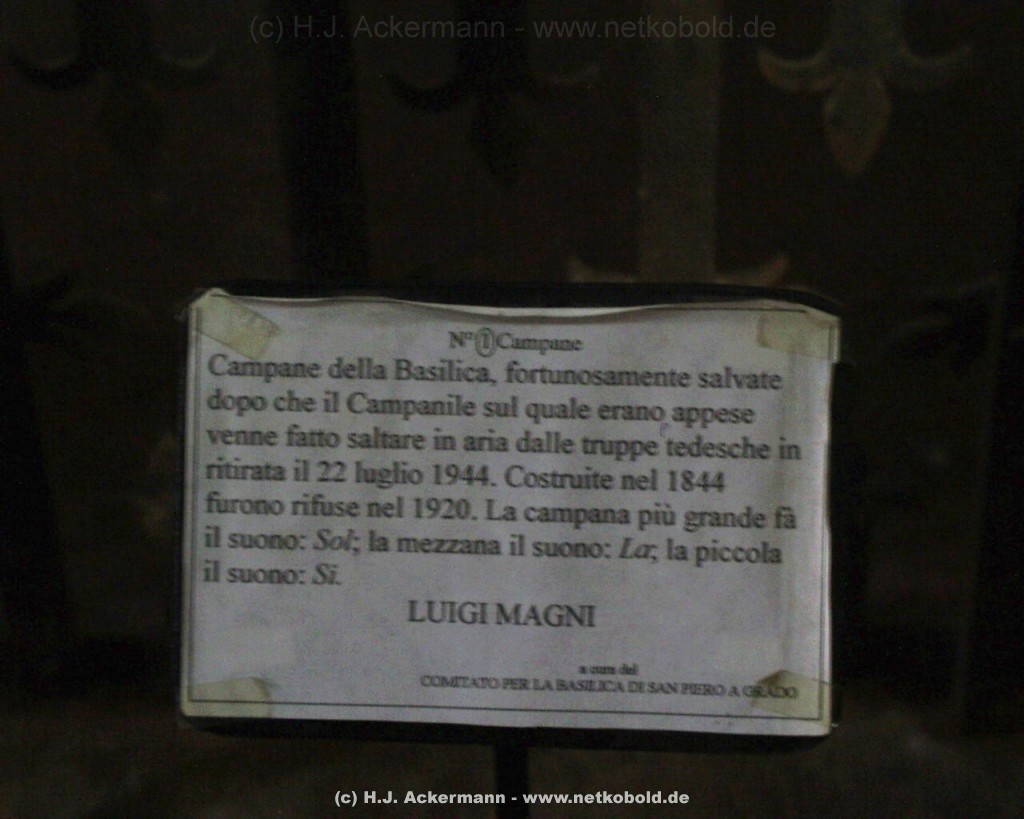 (c) H.J. Ackermann - www.netkobold.de
N° 1 Campane
Campane della Basilica, fortunosamente salvate
dopo che il Campanile sul quale erano appese
venne fatto saltare in aria dalle truppe tedesche in
ritirata il 22 luglio 1944. Costruite nel 1844
furono rifuse nel 1920. La campana più grande fà
il suono: Sol; la mezzana il suono: La; la piccola
il suono: Si.
LUIGI MAGNI
a cura del
COMITATO PER LA BASILICA DI SAN PIERO A GRADO
(c) H.J. Ackermann - www.netkobold.de